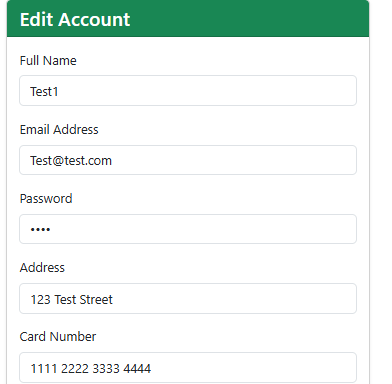 Edit Account
Full Name
Test1
Email Address
Test@test.com
Password
••••
Address
123 Test Street
Card Number
1111 2222 3333 4444